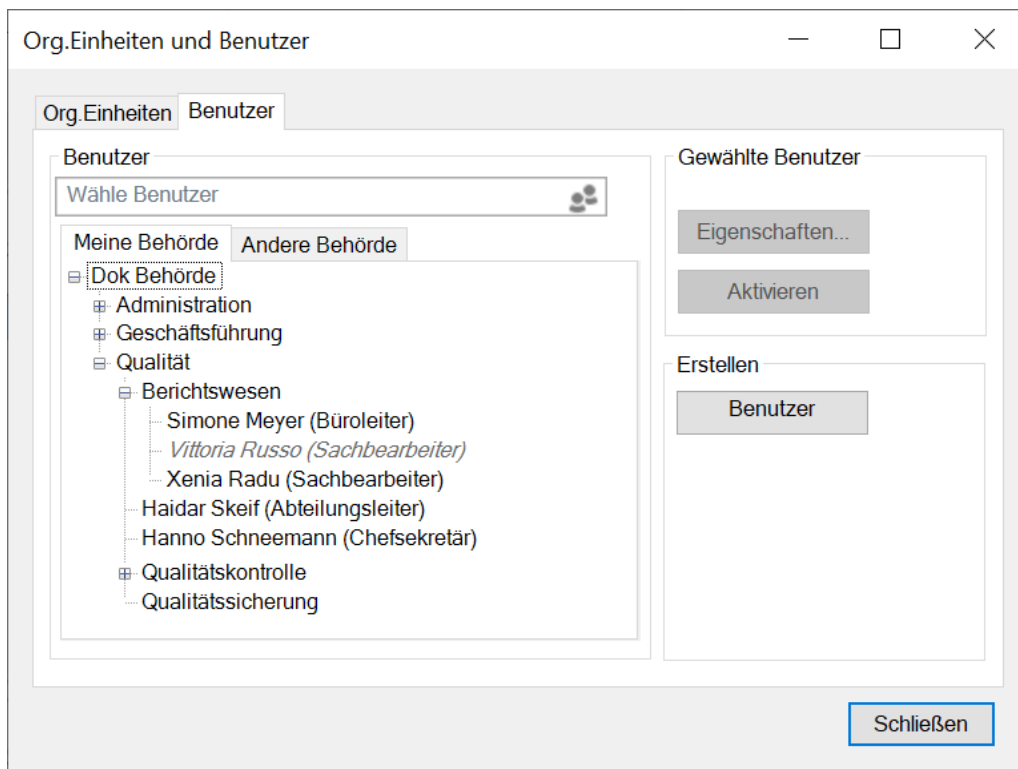 Org.Einheiten und Benutzer
Org.Einheiten Benutzer
Benutzer
Wähle Benutzer
Meine Behörde Andere Behörde
Dok Behörde
Administration
Geschäftsführung
Qualität
Berichtswesen
Simone Meyer (Büroleiter)
Vittoria Russo (Sachbearbeiter)
Xenia Radu (Sachbearbeiter)
Haidar Skeif (Abteilungsleiter)
Hanno Schneemann (Chefsekretär)
Qualitätskontrolle
Qualitätssicherung
Gewählte Benutzer
Eigenschaften...
Aktivieren
Erstellen
Benutzer
Schließen